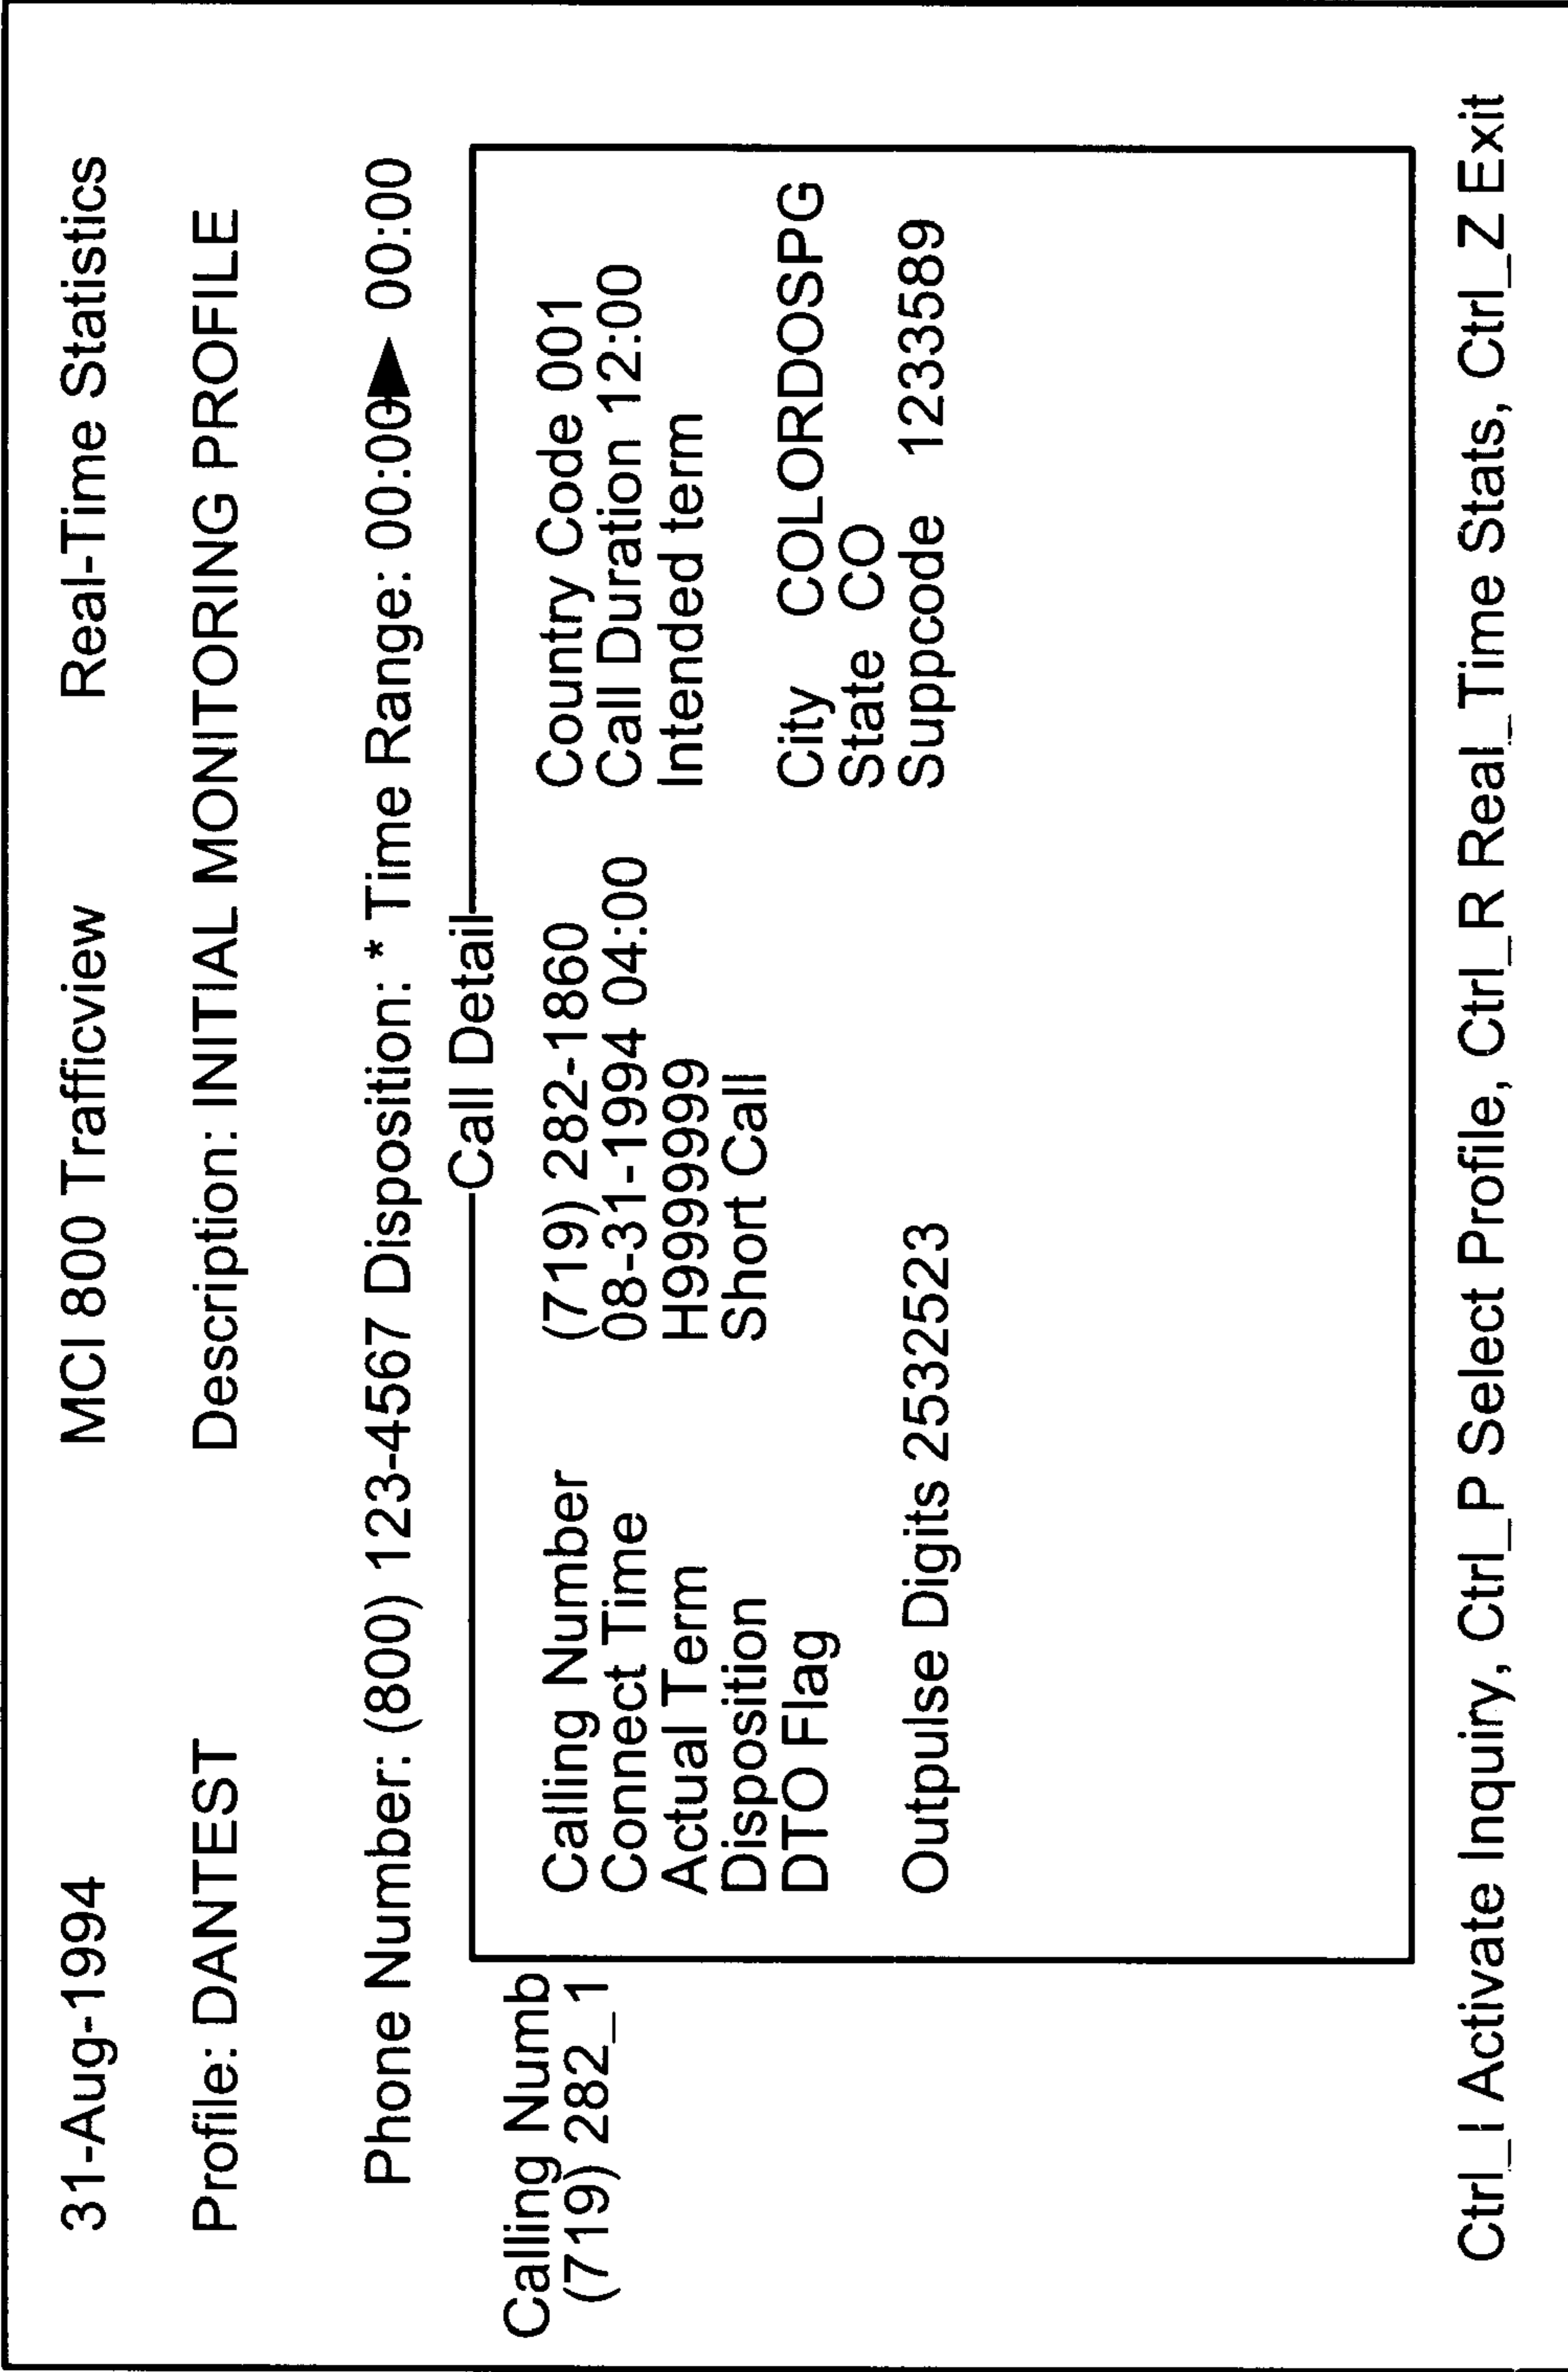 31-Aug-1994 MCI 800 Trafficview Real-Time Statistics
Profile: DANTEST Description: INITIAL MONITORING PROFILE
Phone Number: (800) 123-4567 Disposition: * Time Range: 00:00 00:00
Call Detail
Calling Numb
(719) 282_1
Calling Number (719) 282-1860 Country Code 001
Connect Time 08-31-1994 04:00 Call Duration 12:00
Actual Term H9999999 Intended term
Disposition Short Call
DTO Flag City COLORDOSPG
State CO
Outpulse Digits 2532523 Suppcode 1233589
Ctrl_I Activate Inquiry, Ctrl_P Select Profile, Ctrl_R Real_Time Stats, Ctrl_Z Exit